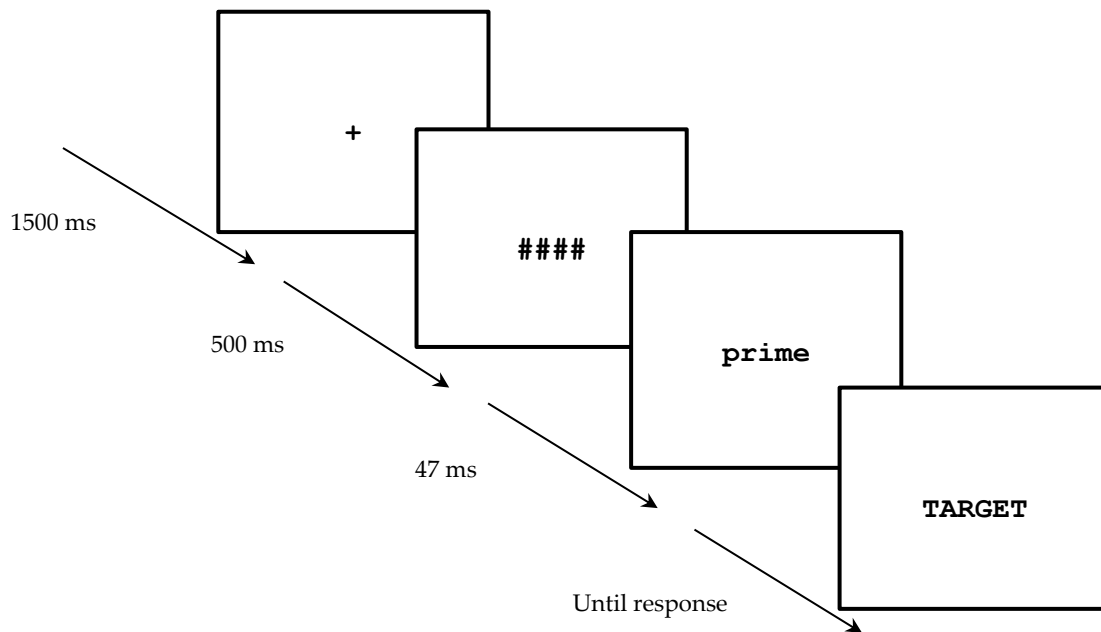 +
1500 ms
####
500 ms
prime
47 ms
TARGET
Until response